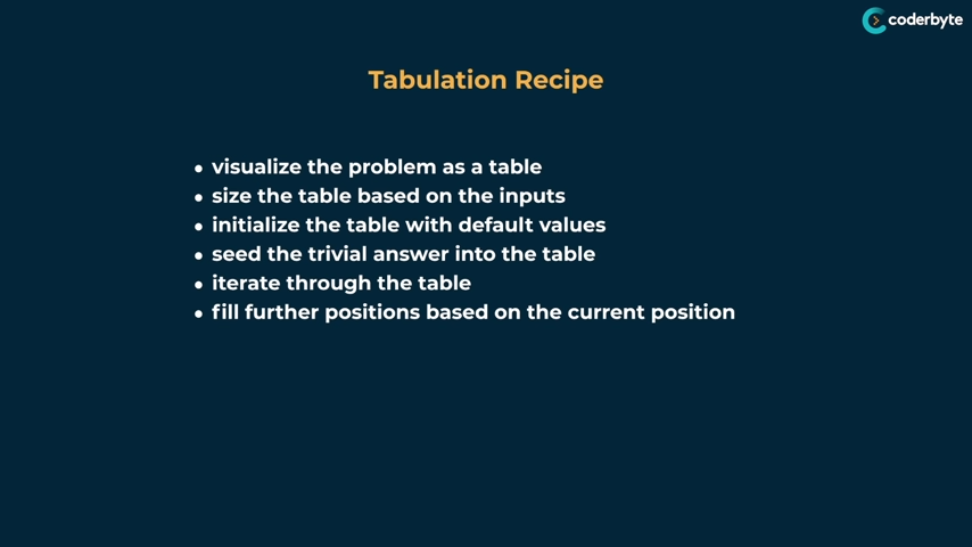 coderbyte
Tabulation Recipe
• visualize the problem as a table
• size the table based on the inputs
• initialize the table with default values
• seed the trivial answer into the table
• iterate through the table
• fill further positions based on the current position